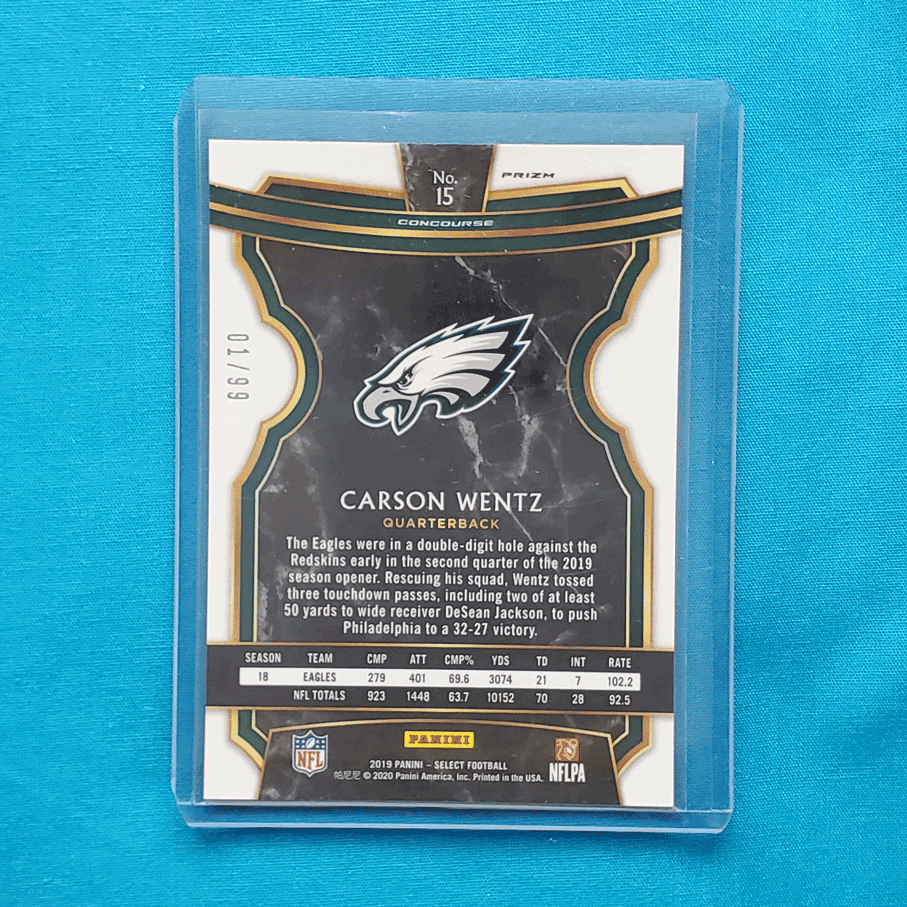 No.
15
PRIZM
CONCOURSE
01/99
CARSON WENTZ
QUARTERBACK
The Eagles were in a double-digit hole against the
Redskins early in the second quarter of the 2019
season opener. Rescuing his squad, Wentz tossed
three touchdown passes, including two of at least
50 yards to wide receiver DeSean Jackson, to push
Philadelphia to a 32-27 victory.
SEASON TEAM CMP ATT CMP% YDS TD INT RATE
18 EAGLES 279 401 69.6 3074 21 7 102.2
NFL TOTALS 923 1448 63.7 10152 70 28 92.5
NFL
PANINI
NFLPA
2019 PANINI – SELECT FOOTBALL
帕尼尼 © 2020 Panini America, Inc. Printed in the USA.